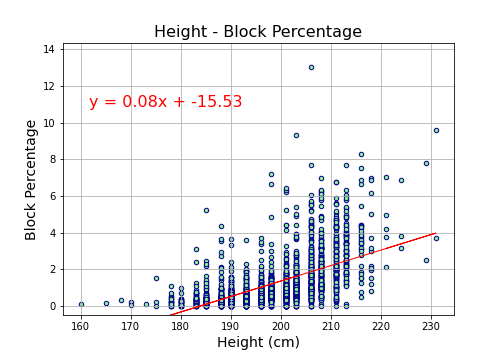 Height - Block Percentage
14
12
10
8
6
4
2
0
y = 0.08x + -15.53
Block Percentage
160 170 180 190 200 210 220 230
Height (cm)